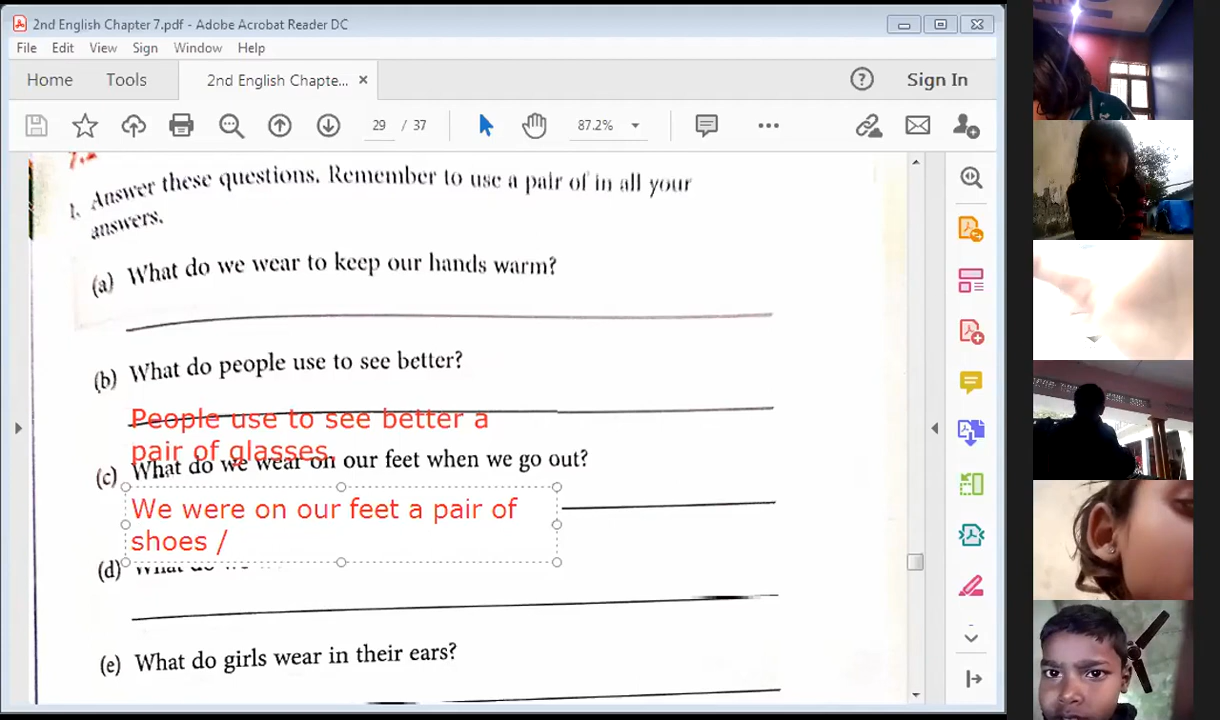 2nd English Chapter 7.pdf - Adobe Acrobat Reader DC
File Edit View Sign Window Help
Home Tools 2nd English Chapte... × Sign In
29 / 37 87.2%
1. Answer these questions. Remember to use a pair of in all your
answers.
(a) What do we wear to keep our hands warm?
(b) What do people use to see better?
People use to see better a
pair of glasses.
(c) What do we wear on our feet when we go out?
We were on our feet a pair of
shoes /
(d) What do we
(e) What do girls wear in their ears?